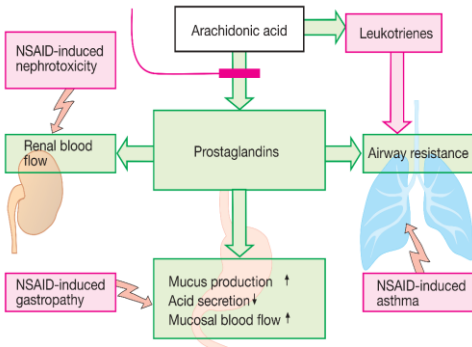 Arachidonic acid
Leukotrienes
NSAID-induced
nephrotoxicity
Renal blood
flow
Prostaglandins
Airway resistance
NSAID-induced
gastropathy
Mucus production ↑
Acid secretion ↓
Mucosal blood flow ↑
NSAID-induced
asthma